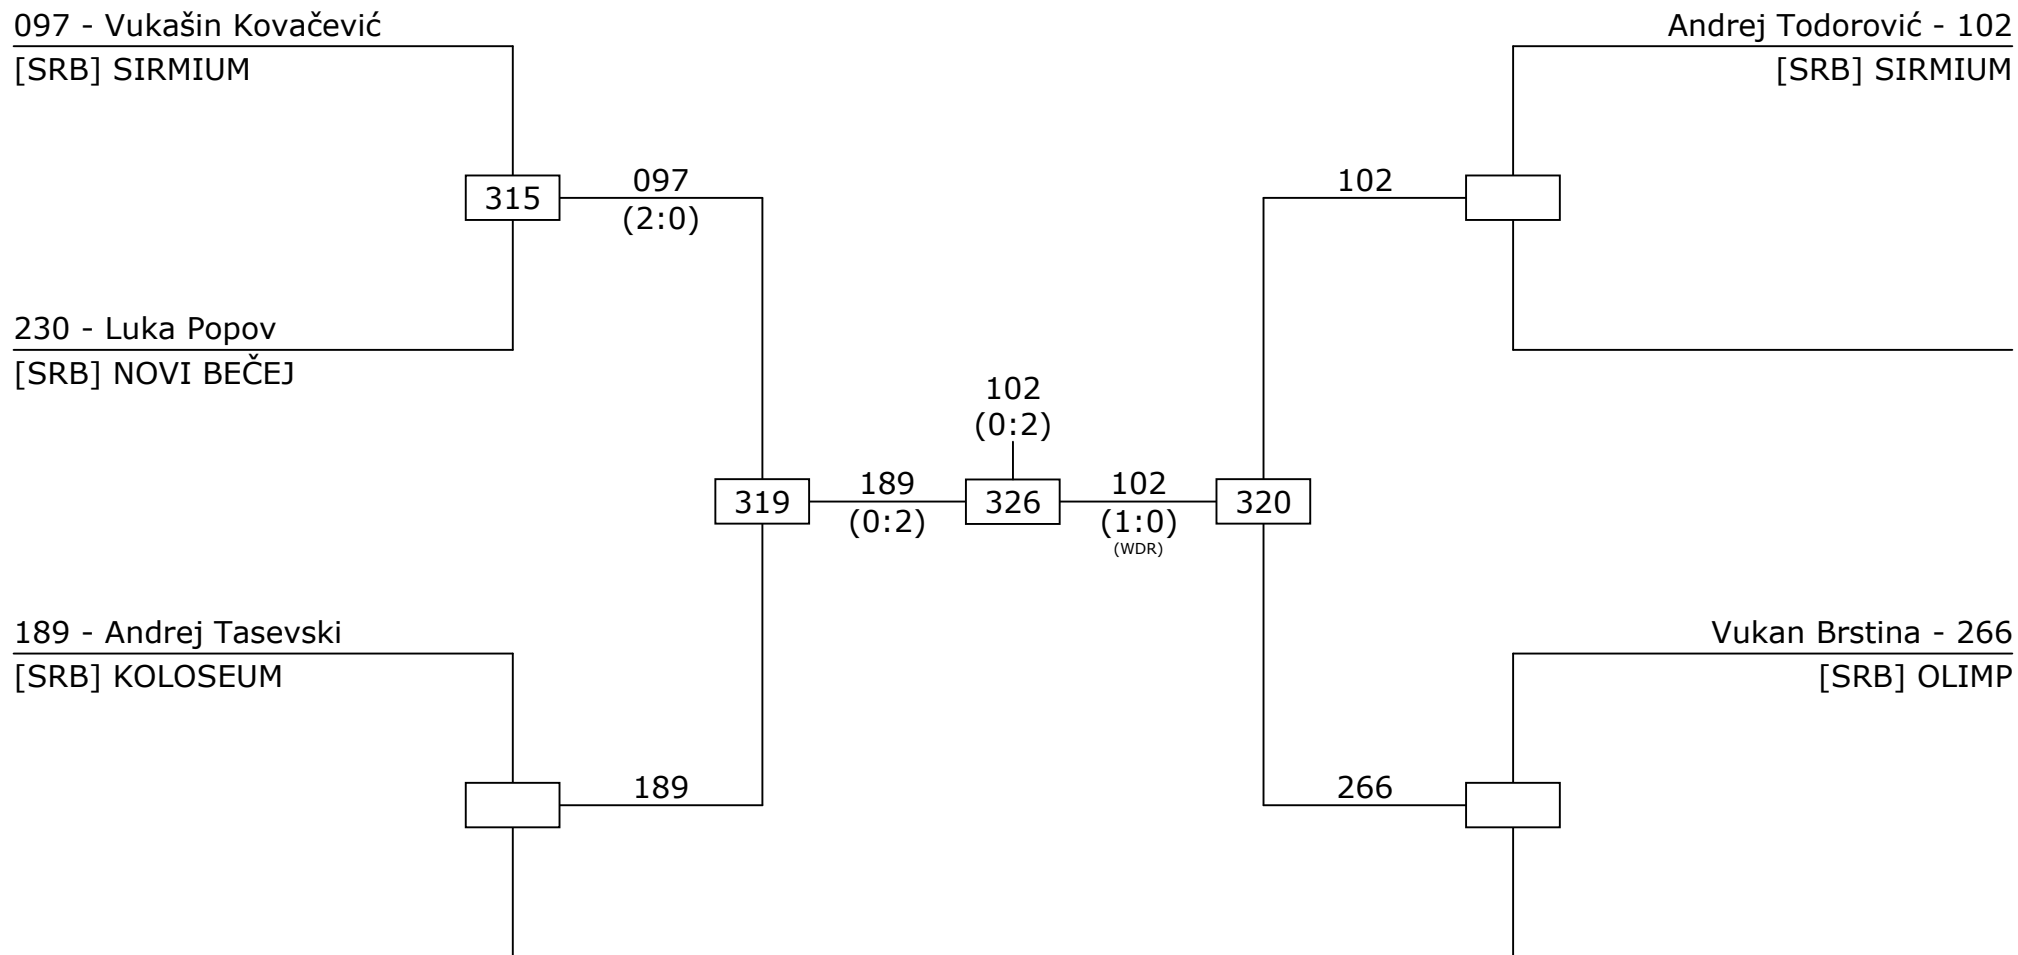 097 - Vukašin Kovačević
[SRB] SIRMIUM
Andrej Todorović - 102
[SRB] SIRMIUM
315
097
(2:0)
102
230 - Luka Popov
[SRB] NOVI BEČEJ
102
(0:2)
319
189
(0:2)
326
102
(1:0)
(WDR)
320
189 - Andrej Tasevski
[SRB] KOLOSEUM
Vukan Brstina - 266
[SRB] OLIMP
189
266